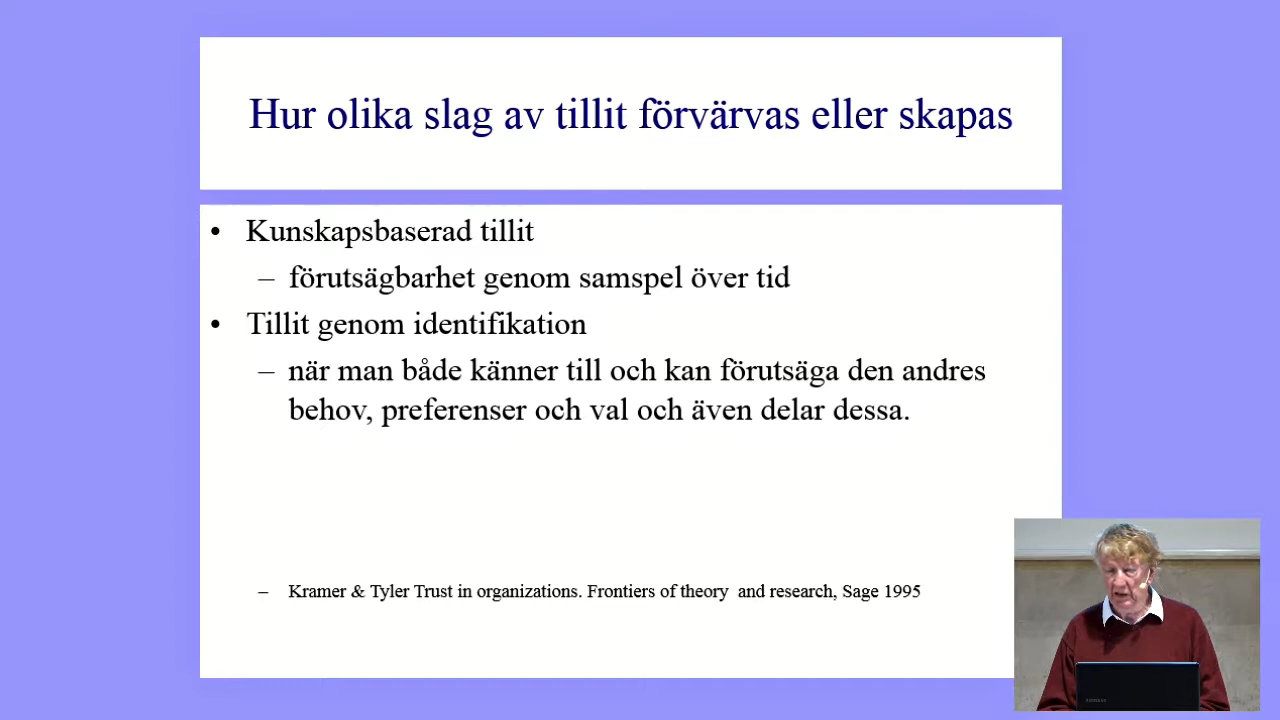 Hur olika slag av tillit förvärvas eller skapas
• Kunskapsbaserad tillit
– förutsägbarhet genom samspel över tid
• Tillit genom identifikation
– när man både känner till och kan förutsäga den andres
behov, preferenser och val och även delar dessa.
– Kramer & Tyler Trust in organizations. Frontiers of theory and research, Sage 1995